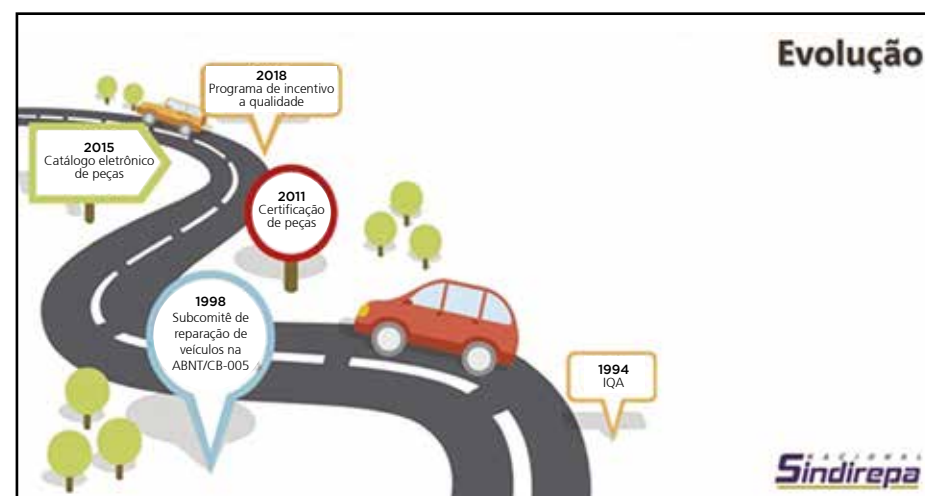 Evolução
2018
Programa de incentivo
a qualidade
2015
Catálogo eletrônico
de peças
2011
Certificação
de peças
1998
Subcomitê de
reparação de
veículos na
ABNT/CB-005
1994
IQA
NACIONAL
Sindirepa